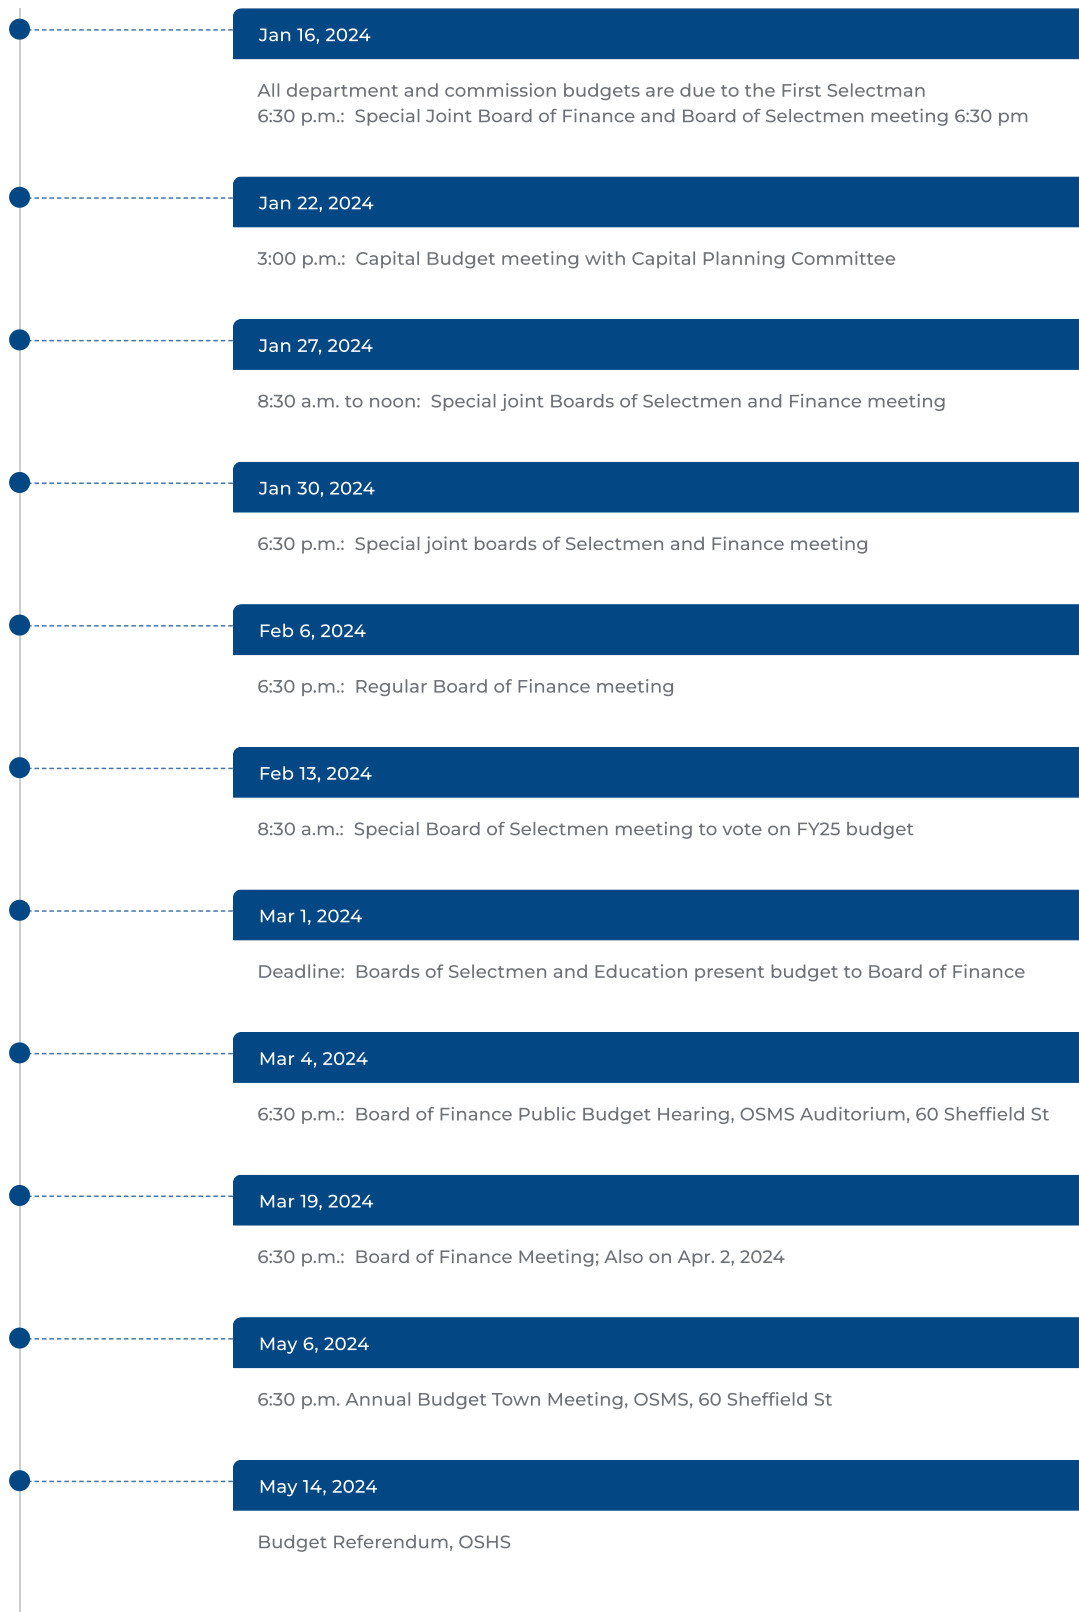 Jan 16, 2024
All department and commission budgets are due to the First Selectman
6:30 p.m.:  Special Joint Board of Finance and Board of Selectmen meeting 6:30 pm
Jan 22, 2024
3:00 p.m.:  Capital Budget meeting with Capital Planning Committee
Jan 27, 2024
8:30 a.m. to noon:  Special joint Boards of Selectmen and Finance meeting
Jan 30, 2024
6:30 p.m.:  Special joint boards of Selectmen and Finance meeting
Feb 6, 2024
6:30 p.m.:  Regular Board of Finance meeting
Feb 13, 2024
8:30 a.m.:  Special Board of Selectmen meeting to vote on FY25 budget
Mar 1, 2024
Deadline:  Boards of Selectmen and Education present budget to Board of Finance
Mar 4, 2024
6:30 p.m.:  Board of Finance Public Budget Hearing, OSMS Auditorium, 60 Sheffield St
Mar 19, 2024
6:30 p.m.:  Board of Finance Meeting; Also on Apr. 2, 2024
May 6, 2024
6:30 p.m. Annual Budget Town Meeting, OSMS, 60 Sheffield St
May 14, 2024
Budget Referendum, OSHS